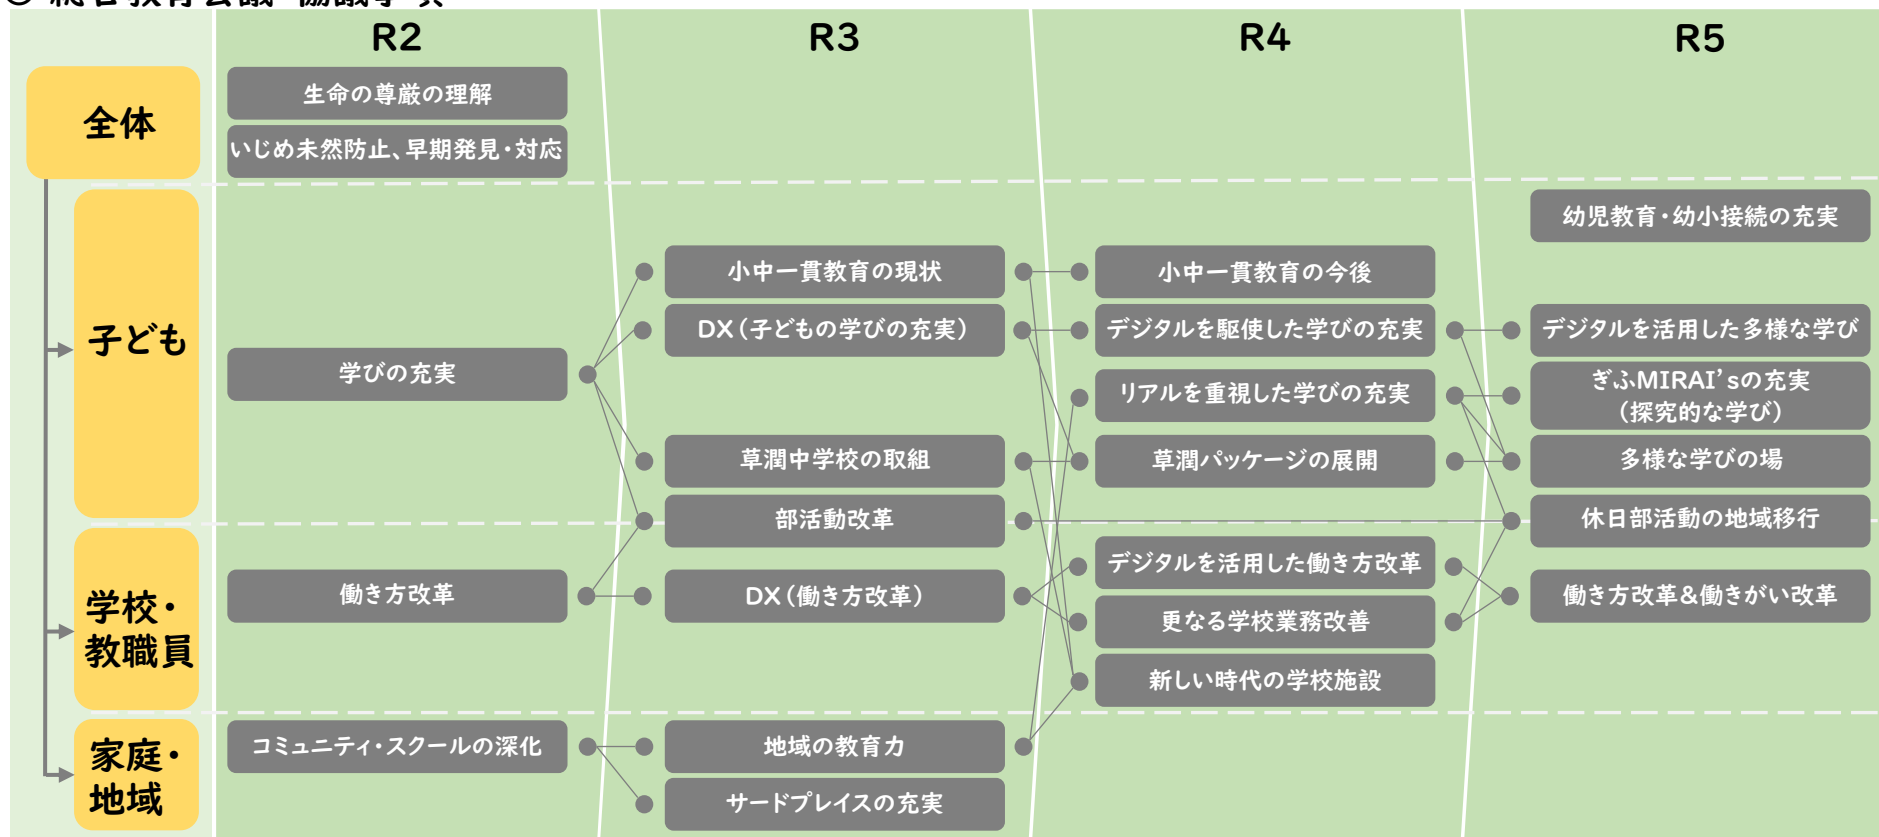 R2
R3
R4
R5
全体
生命の尊厳の理解
いじめ未然防止、早期発見・対応
子ども
幼児教育・幼小接続の充実
小中一貫教育の現状
小中一貫教育の今後
DX（子どもの学びの充実）
デジタルを駆使した学びの充実
デジタルを活用した多様な学び
学びの充実
リアルを重視した学びの充実
ぎふMIRAI'sの充実
（探究的な学び）
草潤中学校の取組
草潤パッケージの展開
多様な学びの場
部活動改革
休日部活動の地域移行
学校・
教職員
デジタルを活用した働き方改革
働き方改革
DX（働き方改革）
働き方改革&働きがい改革
更なる学校業務改善
新しい時代の学校施設
家庭・
地域
コミュニティ・スクールの深化
地域の教育力
サードプレイスの充実